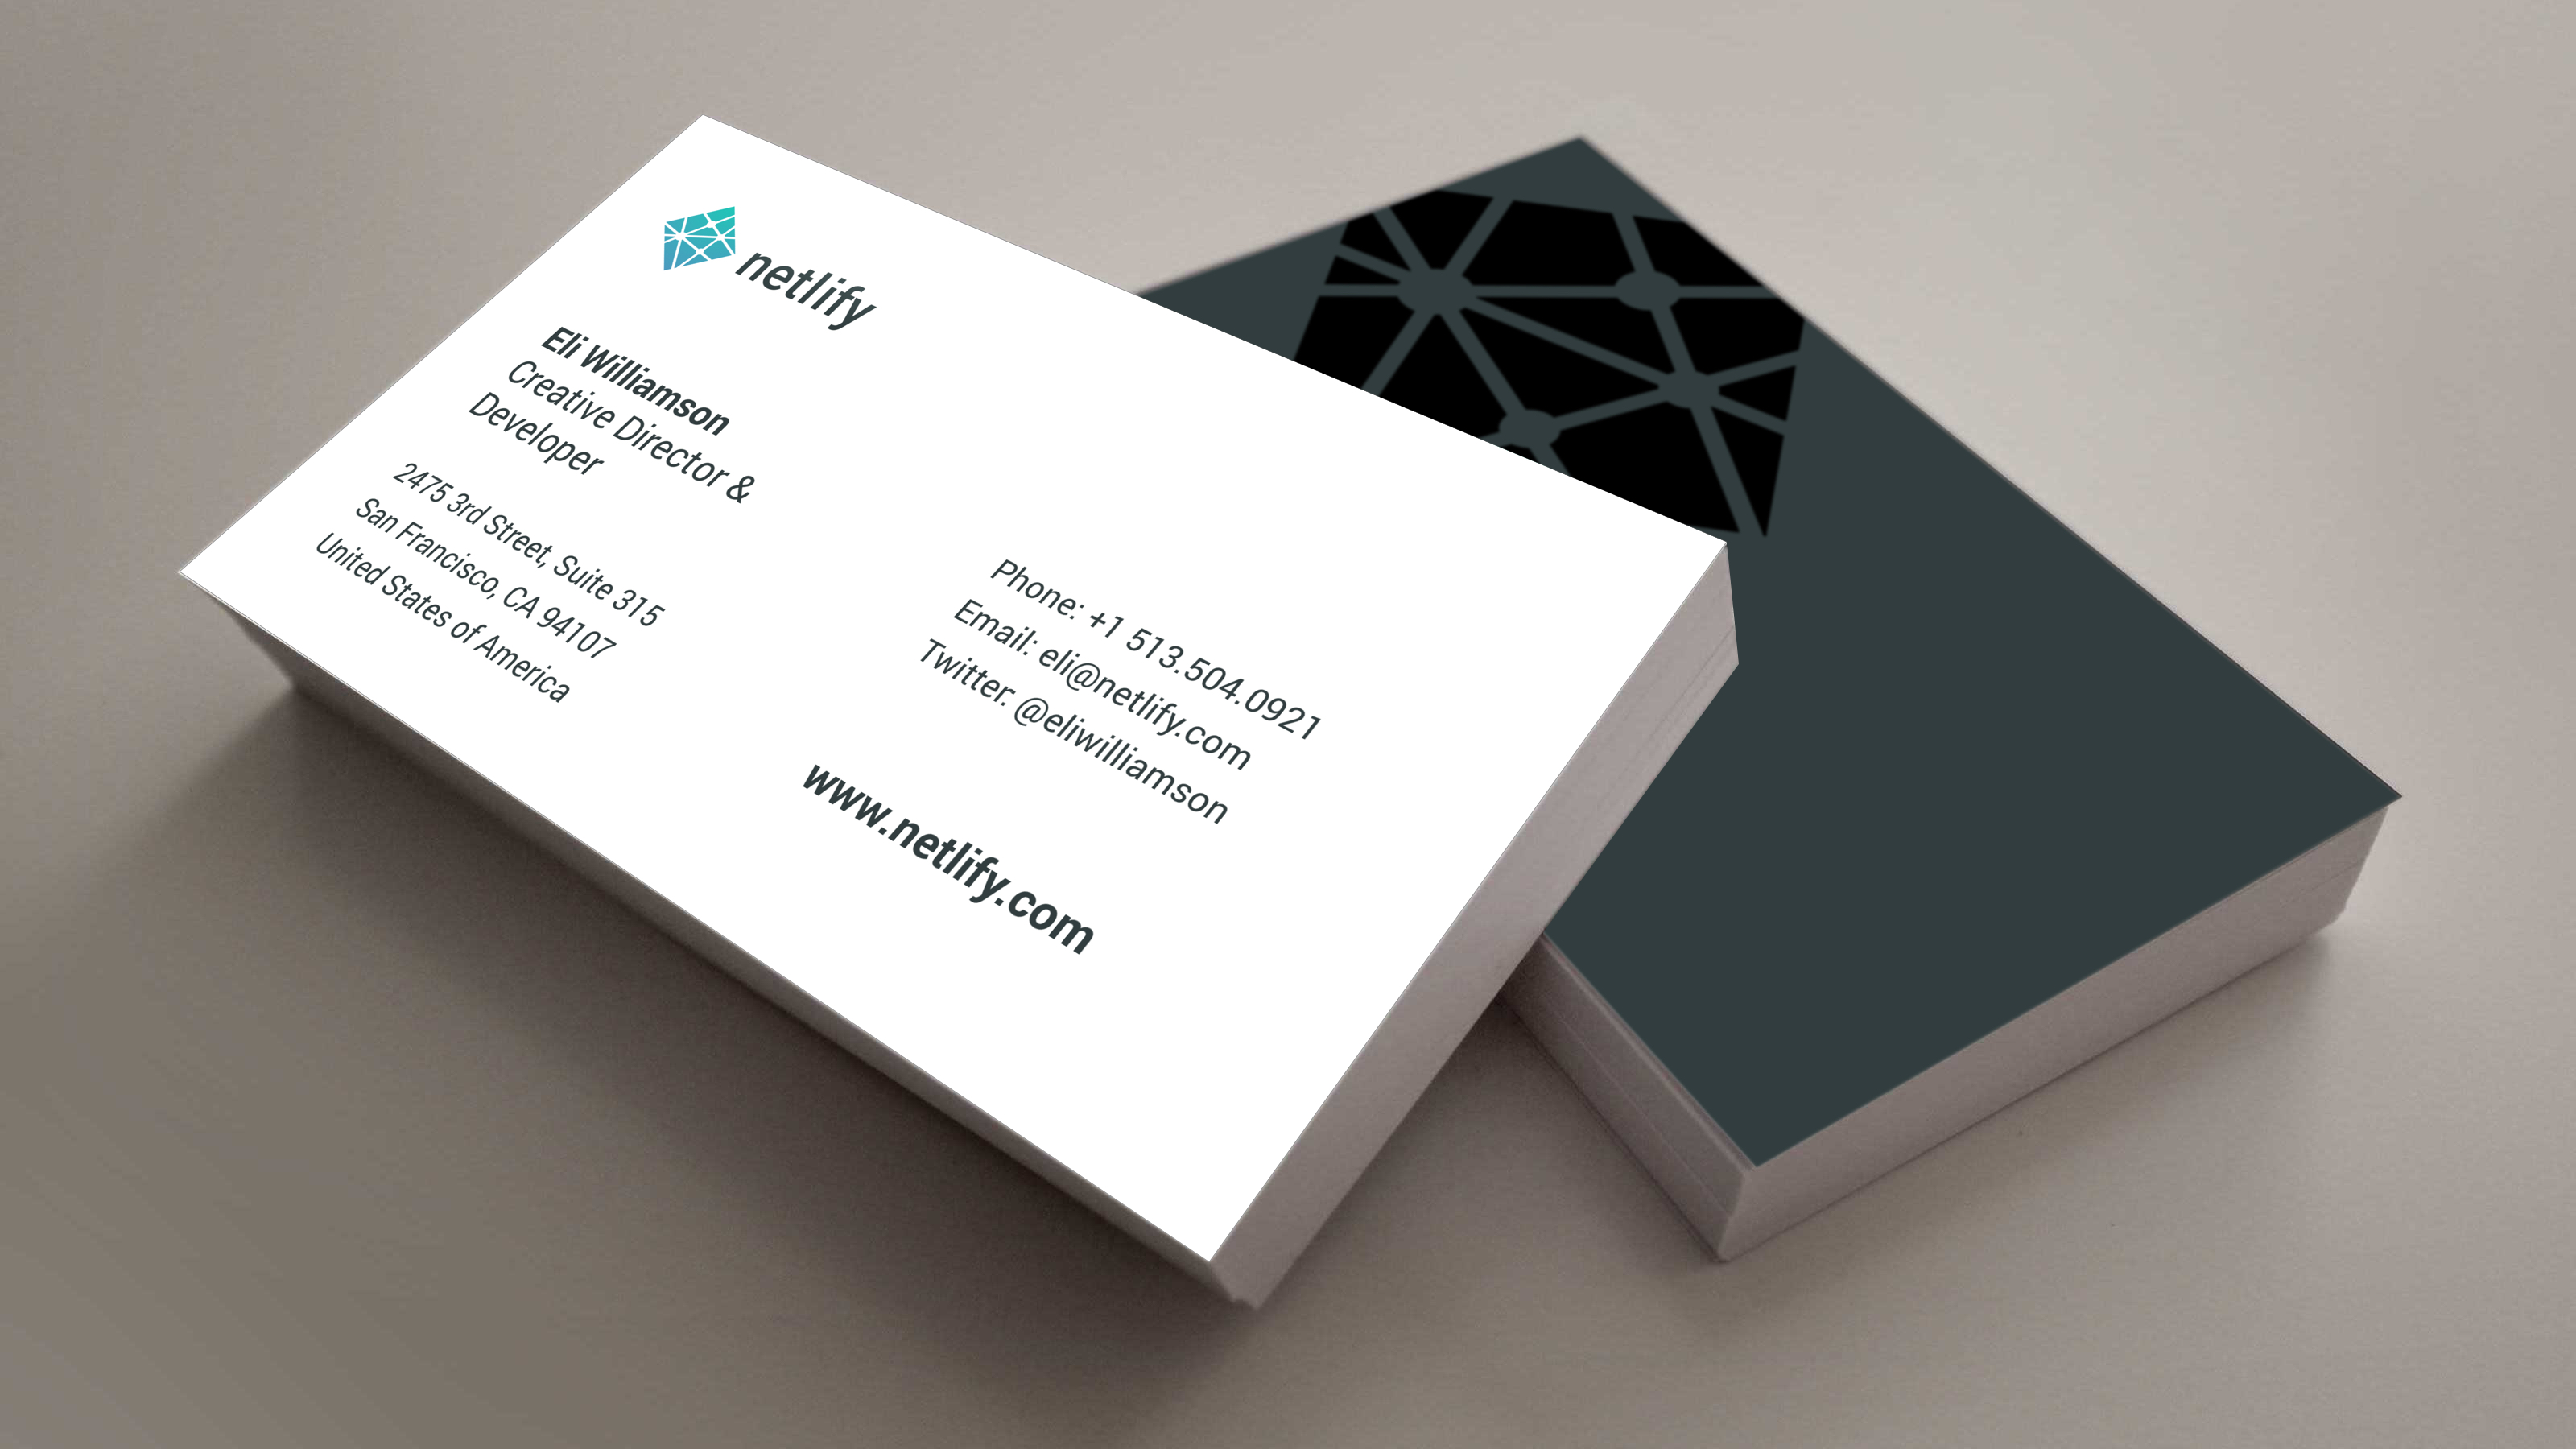 netlify
Eli Williamson
Creative Director &
Developer
2475 3rd Street, Suite 315
San Francisco, CA 94107
United States of America
Phone: +1 513.504.0921
Email: eli@netlify.com
Twitter: @eliwilliamson
www.netlify.com